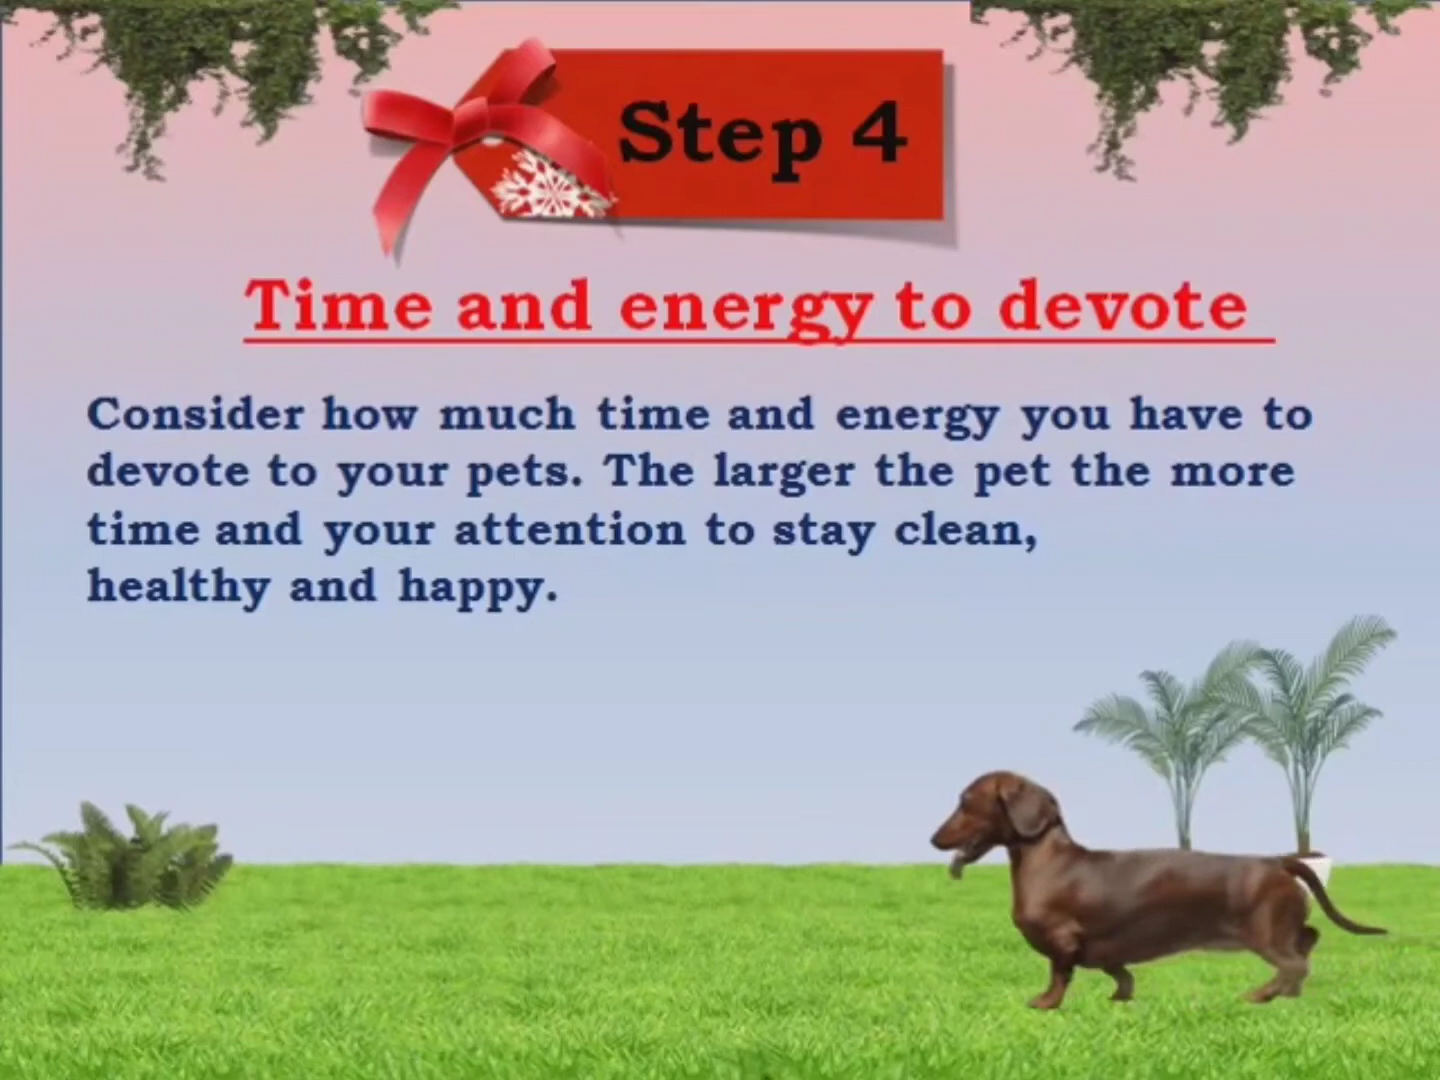 Step 4
Time and energy to devote
Consider how much time and energy you have to
devote to your pets. The larger the pet the more
time and your attention to stay clean,
healthy and happy.